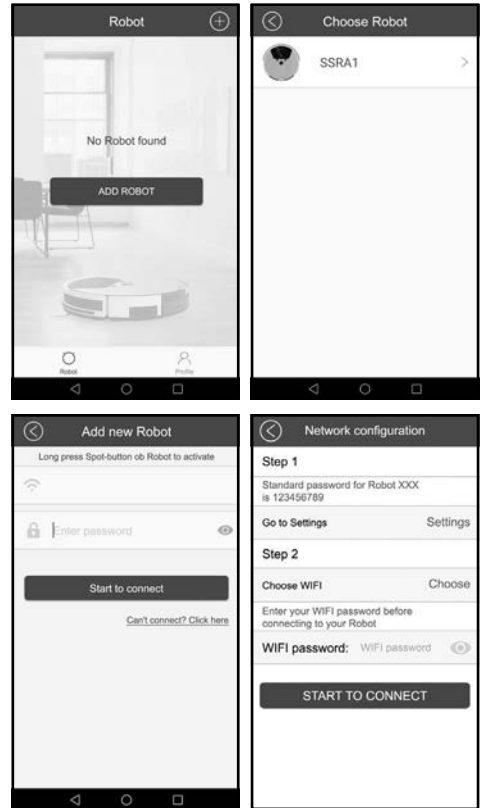 Robot
No Robot found
ADD ROBOT
Robot
Profile
Choose Robot
SSRA1
Add new Robot
Long press Spot-button ob Robot to activate
Enter password
Start to connect
Can't connect? Click here
Network configuration
Step 1
Standard password for Robot XXX
is 123456789
Go to Settings Settings
Step 2
Choose WIFI Choose
Enter your WIFI password before
connecting to your Robot
WIFI password: WIFI password
START TO CONNECT